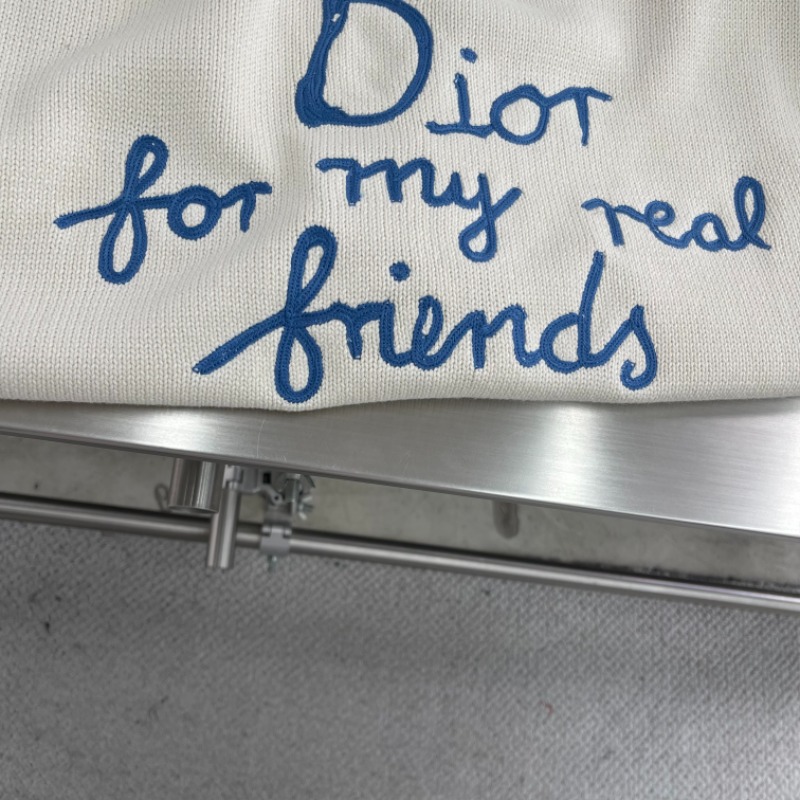 Dior
for my real
friends